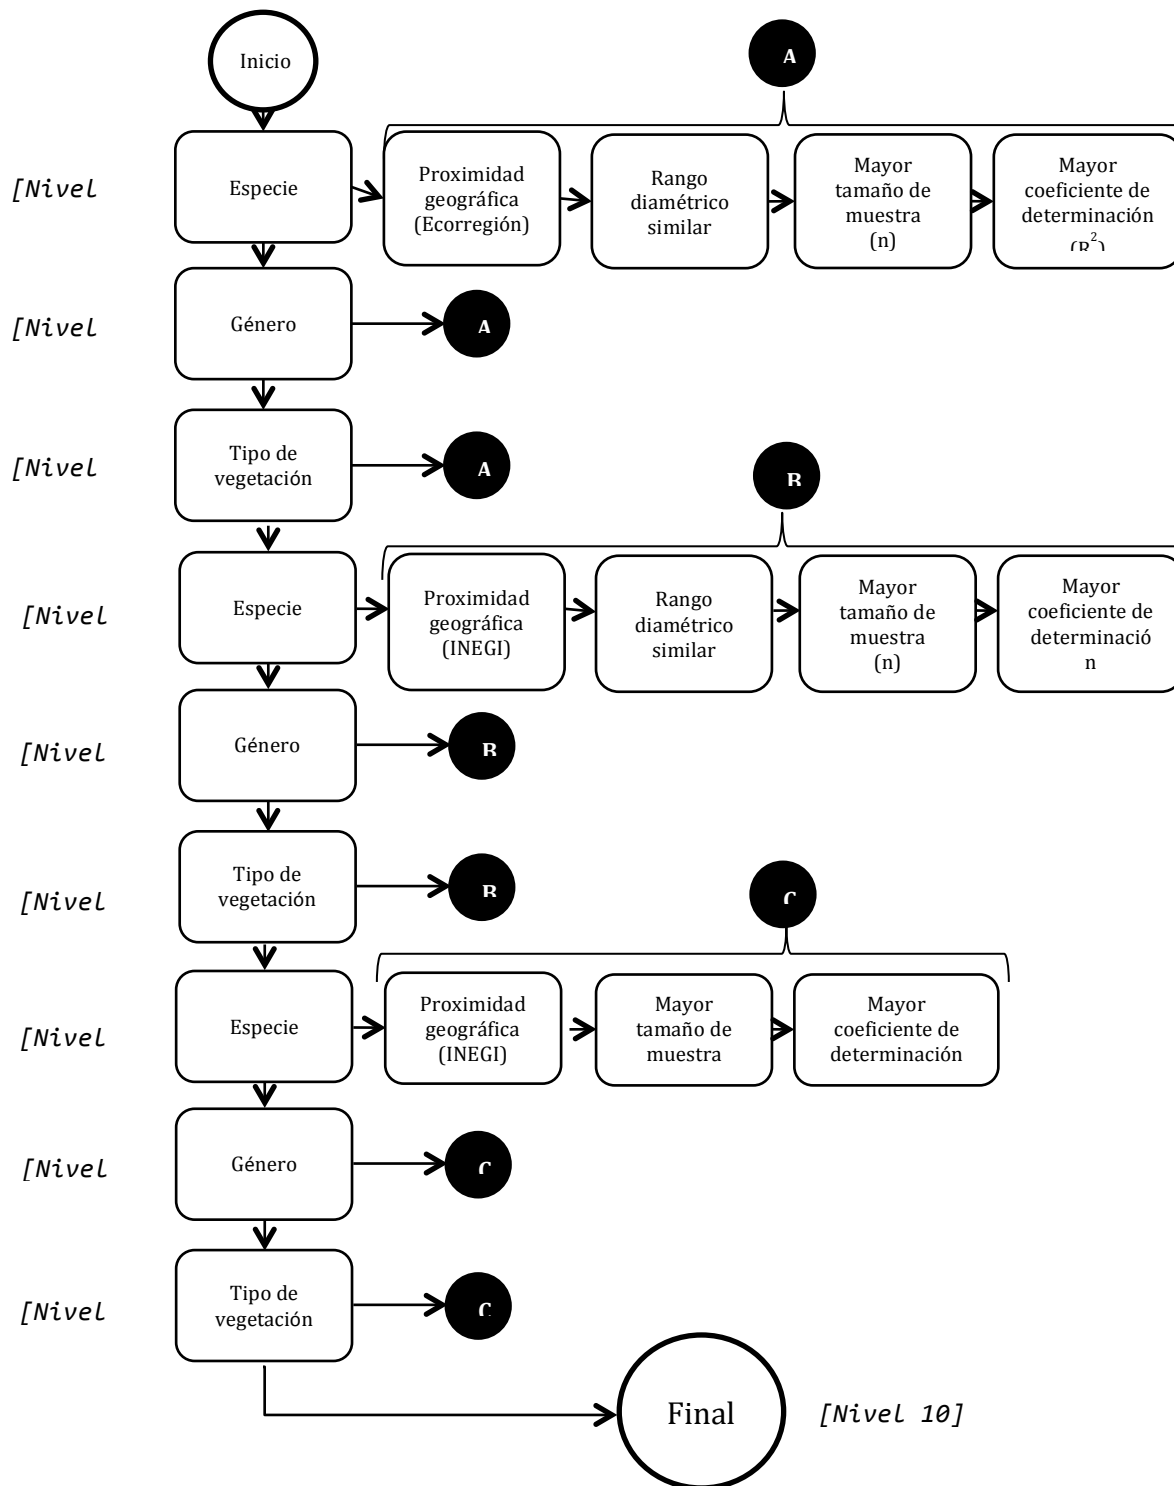 Inicio
A
[Nivel
Especie
Proximidad
geográfica
(Ecorregión)
Rango
diamétrico
similar
Mayor
tamaño de
muestra
(n)
Mayor
coeficiente de
determinación
(R²)
[Nivel
Género
A
[Nivel
Tipo de
vegetación
A
B
[Nivel
Especie
Proximidad
geográfica
(INEGI)
Rango
diamétrico
similar
Mayor
tamaño de
muestra
(n)
Mayor
coeficiente de
determinació
n
[Nivel
Género
B
[Nivel
Tipo de
vegetación
B
C
[Nivel
Especie
Proximidad
geográfica
(INEGI)
Mayor
tamaño de
muestra
Mayor
coeficiente de
determinación
[Nivel
Género
C
[Nivel
Tipo de
vegetación
C
Final
[Nivel 10]